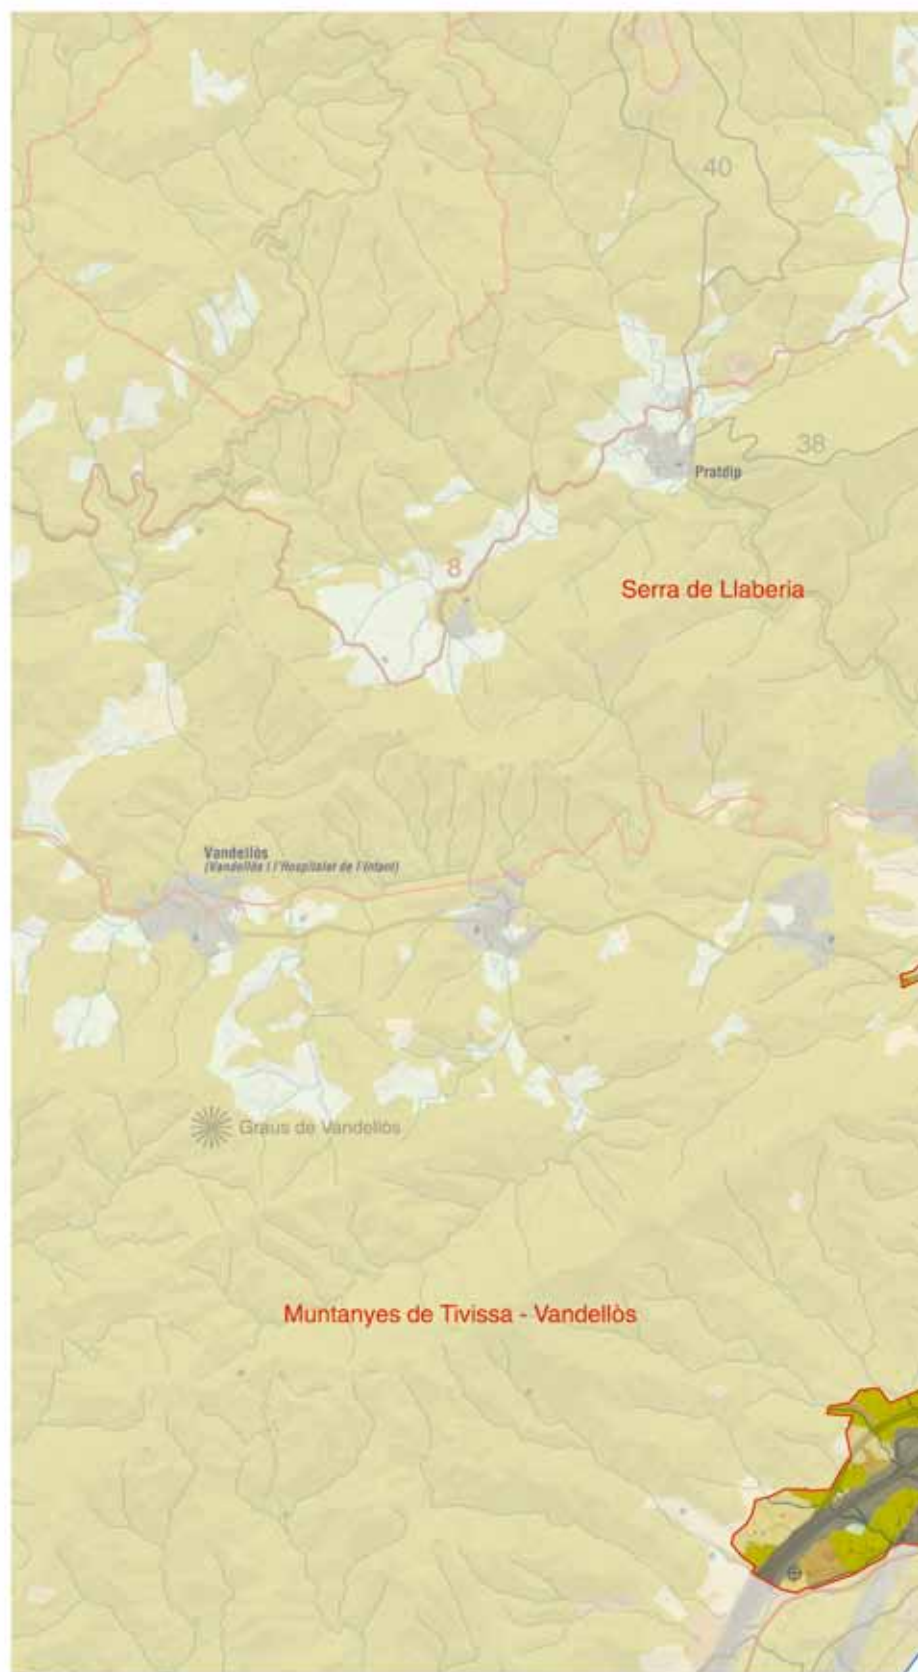 40
38
Pratdip
8
Serra de Llaberia
Vandellòs
(Vandellòs i l'Hospitalet de l'Infant)
Graus de Vandellòs
Muntanyes de Tivissa - Vandellòs